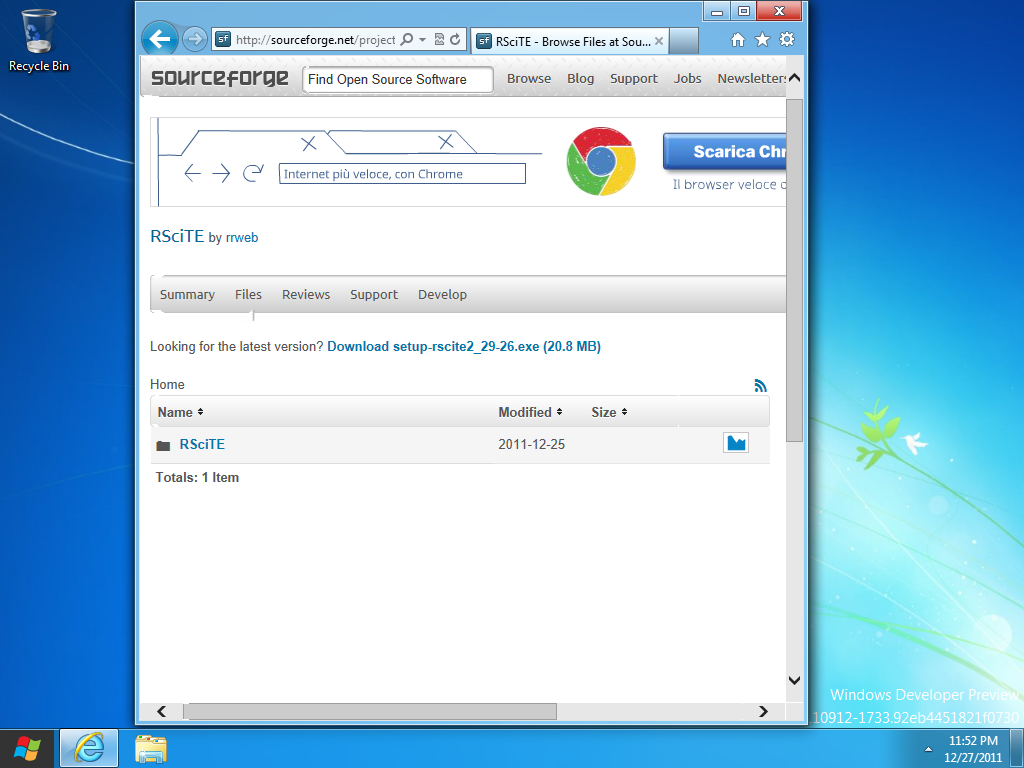 Recycle Bin
http://sourceforge.net/project
RSciTE - Browse Files at Sou...
sourceforge
Find Open Source Software
Browse Blog Support Jobs Newsletters
Internet più veloce, con Chrome
Scarica Chr
Il browser veloce
RSciTE by rrweb
Summary Files Reviews Support Develop
Looking for the latest version? Download setup-rscite2_29-26.exe (20.8 MB)
Home
Name Modified Size
RSciTE 2011-12-25
Totals: 1 Item
Windows Developer Preview
10912-1733.92eb4451821f0730
11:52 PM
12/27/2011